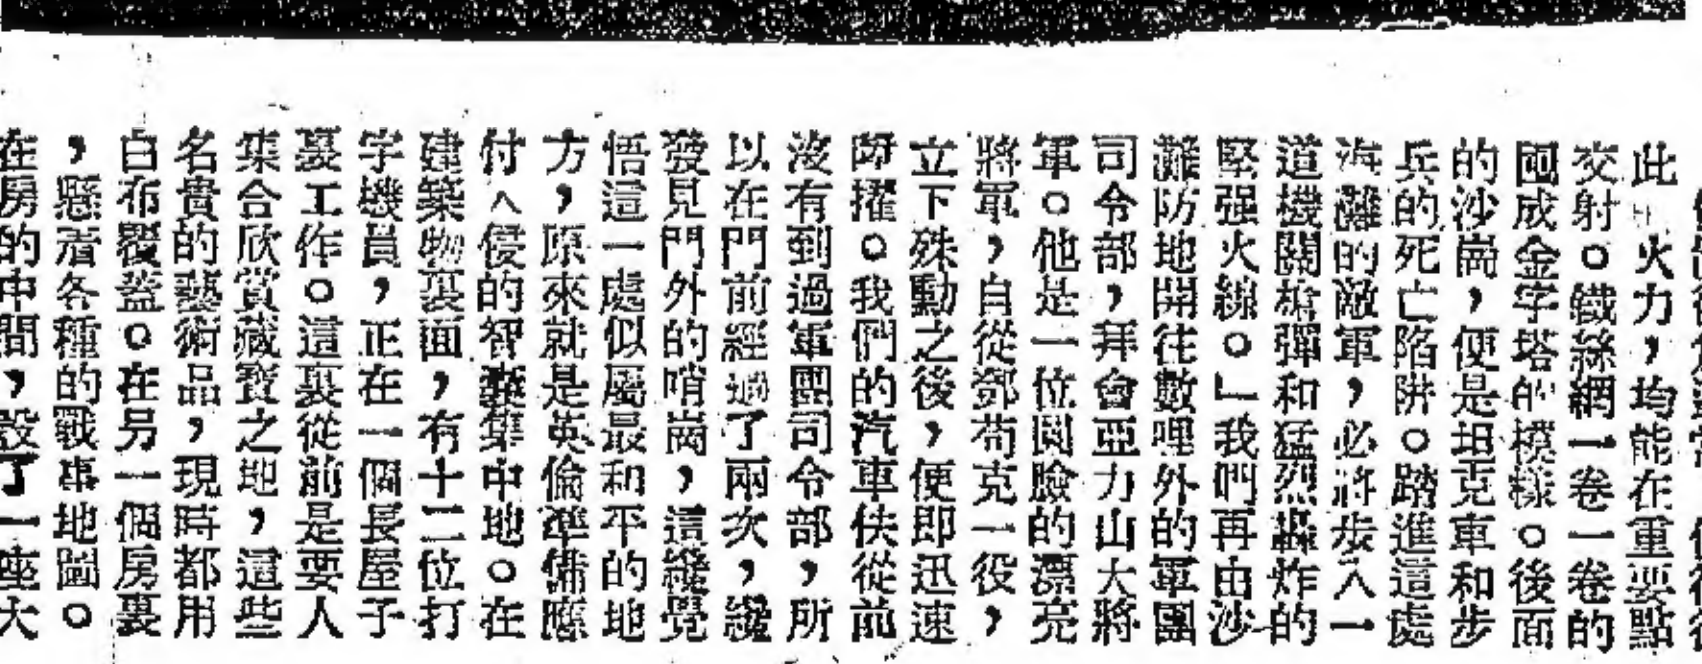 此 火力，均能在重要點
交射。鐵絲網一卷一卷的
圍成金字塔的模樣。後面
的沙崗，便是坦克車和步
兵的死亡陷阱。踏進這處
海灘的敵軍，必將步入一
道機關槍彈和猛烈轟炸的
堅强火線。」我們再由沙
灘防地開往數哩外的軍團
司令部，拜會亞力山大將
軍。他是一位圓臉的漂亮
將軍，自從鄧苟克一役，
立下殊勳之後，便即迅速
昇擢。我們的汽車伕從前
沒有到過軍團司令部，所
以在門前經過了兩次，纔
發見門外的哨崗，這纔覺
悟這一處似屬最和平的地
方，原來就是英倫準備應
付入侵的智囊集中地。在
建築物裏面，有十二位打
字機員，正在一個長屋子
裏工作。這裏從前是要人
集合欣賞藏寶之地，這些
名貴的藝術品，現時都用
白布覆蓋。在另一個房裏
，懸着各種的戰事地圖。
在房的中間，設了一座大